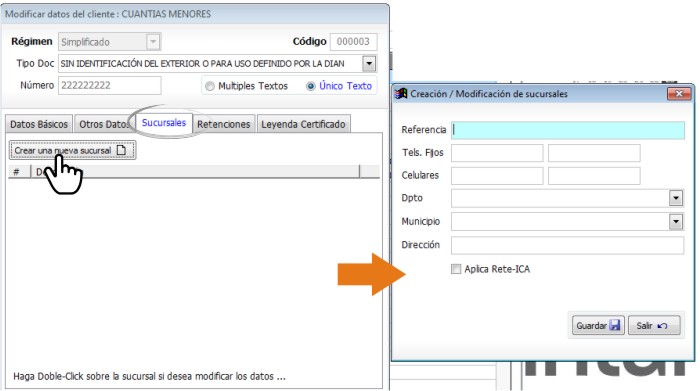 Modificar datos del cliente : CUANTIAS MENORES
Régimen Simplificado Código 000003
Tipo Doc SIN IDENTIFICACIÓN DEL EXTERIOR O PARA USO DEFINIDO POR LA DIAN
Número 222222222 Multiples Textos Único Texto
Datos Básicos Otros Datos Sucursales Retenciones Leyenda Certificado
Crear una nueva sucursal
#
Haga Doble-Click sobre la sucursal si desea modificar los datos ...
Creación / Modificación de sucursales
Referencia
Tels. Fijos
Celulares
Dpto
Municipio
Dirección
Aplica Rete-ICA
Guardar Salir